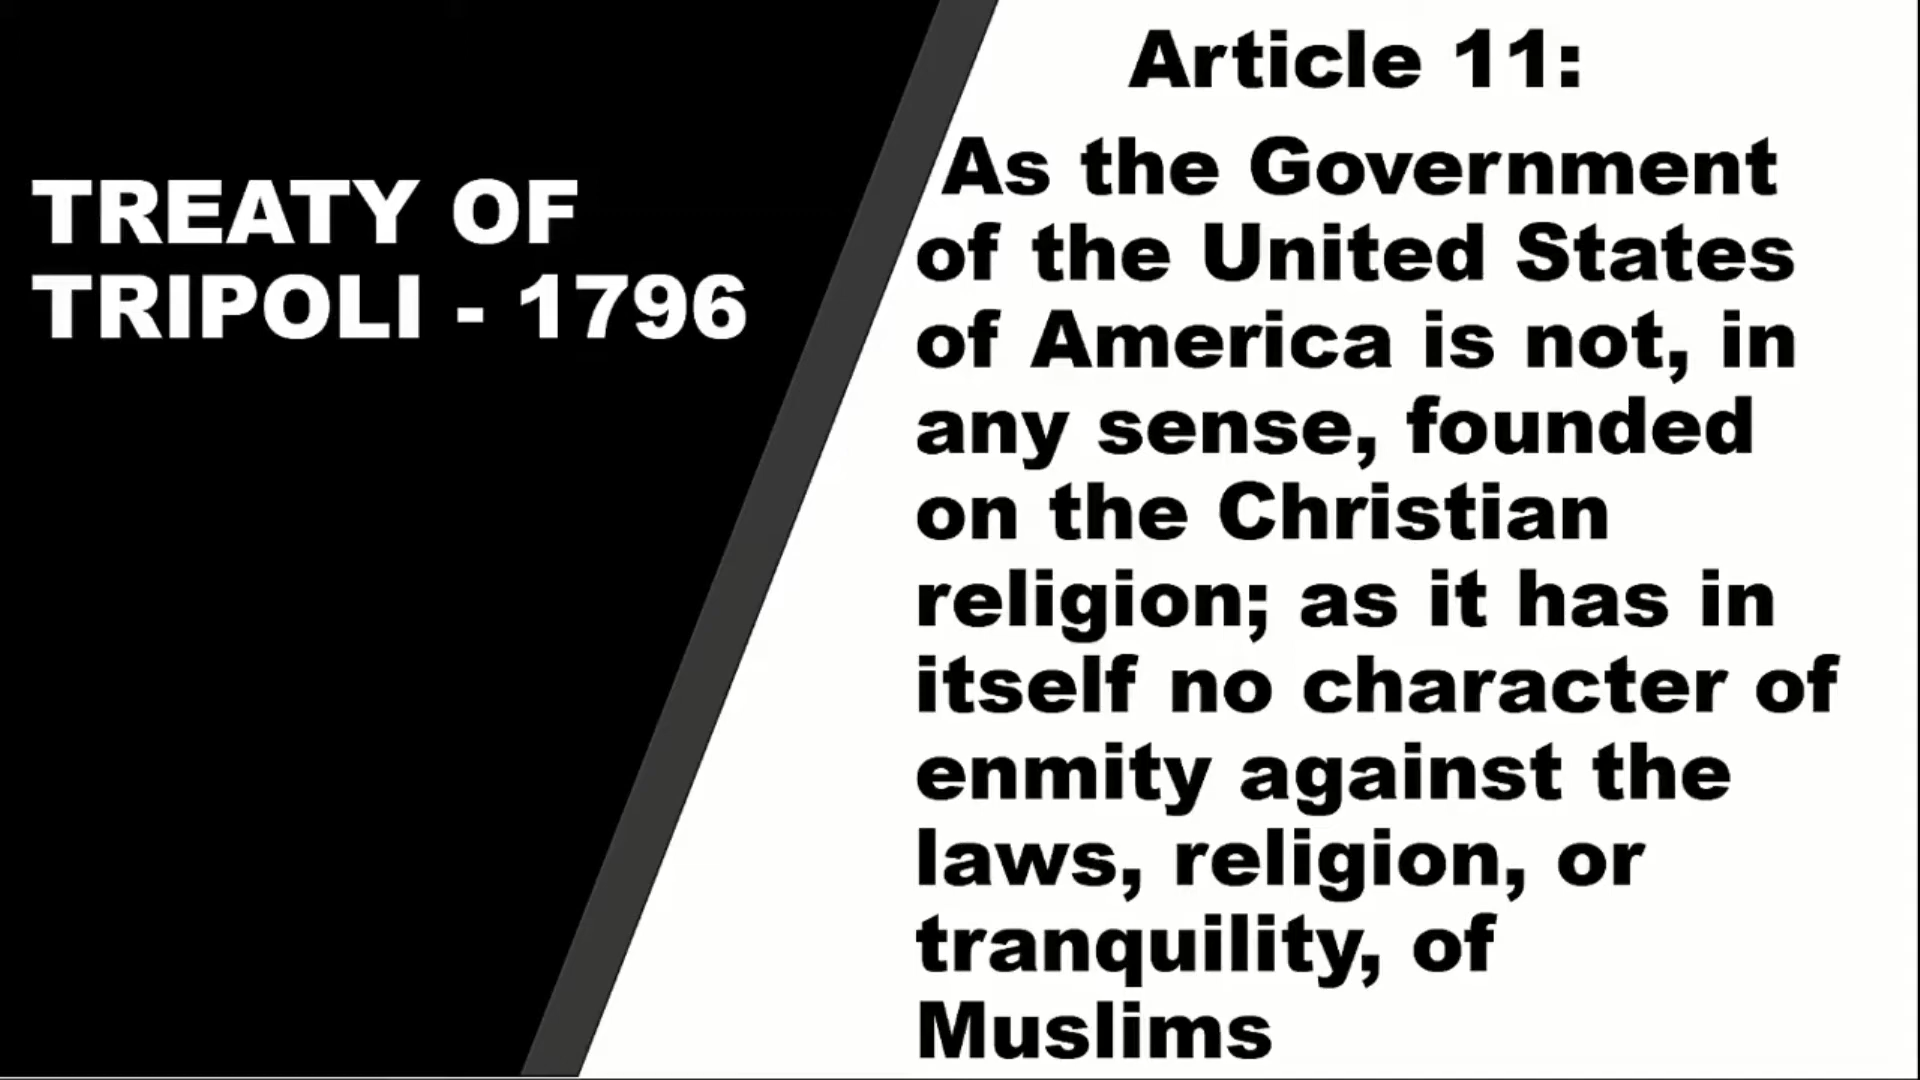 TREATY OF
TRIPOLI - 1796
Article 11:
As the Government
of the United States
of America is not, in
any sense, founded
on the Christian
religion; as it has in
itself no character of
enmity against the
laws, religion, or
tranquility, of
Muslims